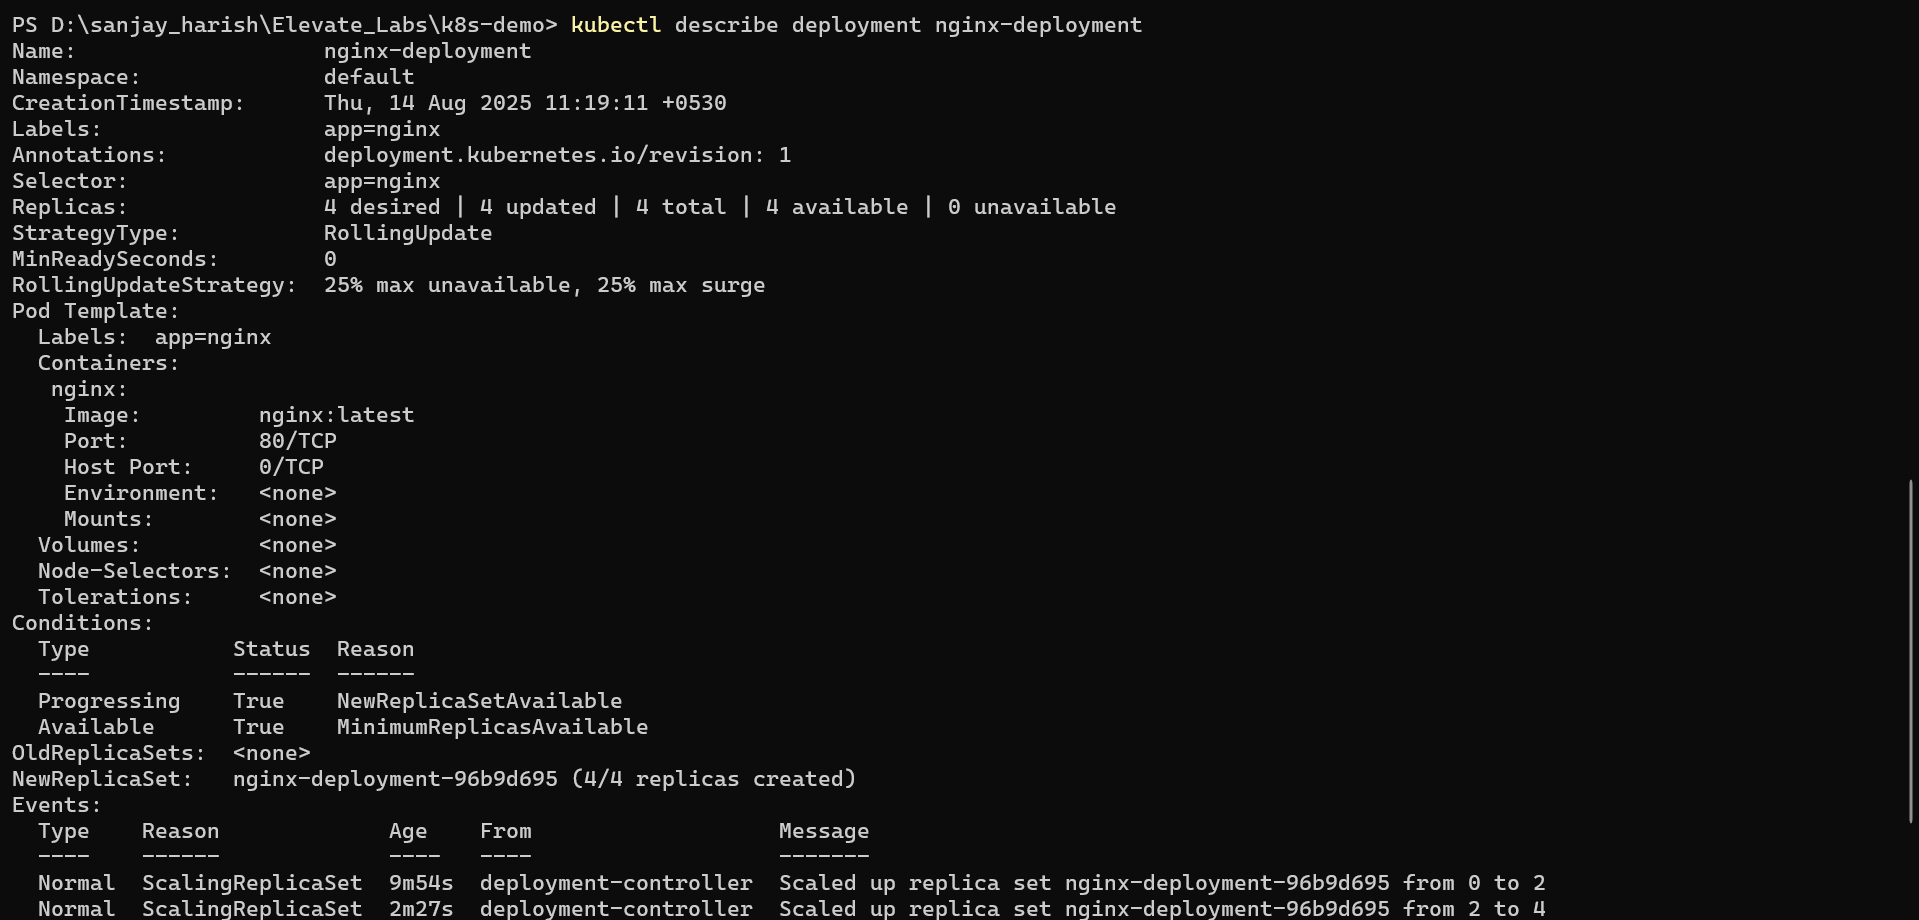 PS D:\sanjay_harish\Elevate_Labs\k8s-demo> kubectl describe deployment nginx-deployment
Name:                   nginx-deployment
Namespace:              default
CreationTimestamp:      Thu, 14 Aug 2025 11:19:11 +0530
Labels:                 app=nginx
Annotations:            deployment.kubernetes.io/revision: 1
Selector:               app=nginx
Replicas:               4 desired | 4 updated | 4 total | 4 available | 0 unavailable
StrategyType:           RollingUpdate
MinReadySeconds:        0
RollingUpdateStrategy:  25% max unavailable, 25% max surge
Pod Template:
  Labels:  app=nginx
  Containers:
   nginx:
    Image:         nginx:latest
    Port:          80/TCP
    Host Port:     0/TCP
    Environment:   <none>
    Mounts:        <none>
  Volumes:         <none>
  Node-Selectors:  <none>
  Tolerations:     <none>
Conditions:
  Type           Status  Reason
  ----           ------  ------
  Progressing    True    NewReplicaSetAvailable
  Available      True    MinimumReplicasAvailable
OldReplicaSets:  <none>
NewReplicaSet:   nginx-deployment-96b9d695 (4/4 replicas created)
Events:
  Type    Reason             Age    From                   Message
  ----    ------             ----   ----                   -------
  Normal  ScalingReplicaSet  9m54s  deployment-controller  Scaled up replica set nginx-deployment-96b9d695 from 0 to 2
  Normal  ScalingReplicaSet  2m27s  deployment-controller  Scaled up replica set nginx-deployment-96b9d695 from 2 to 4